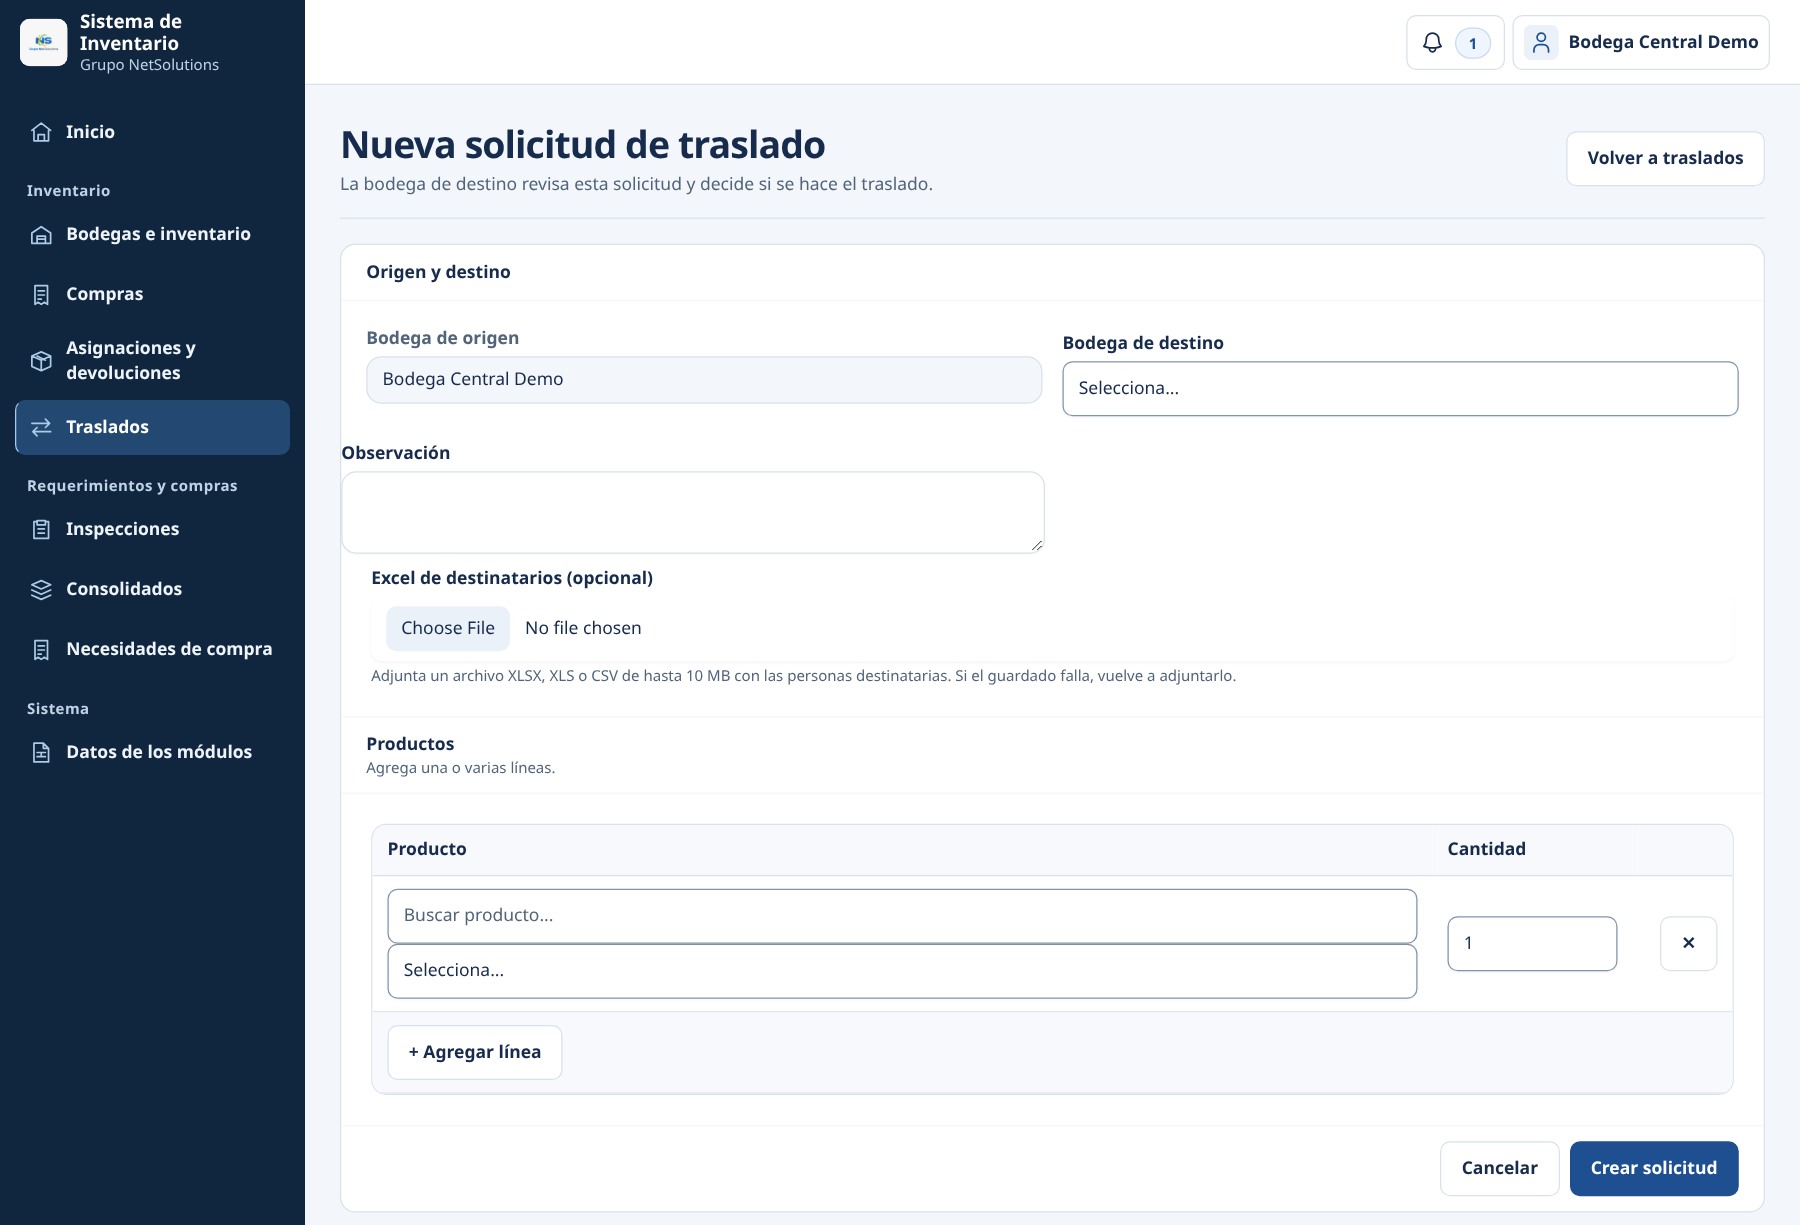 Sistema de
Inventario
Grupo NetSolutions
Inicio
Inventario
Bodegas e inventario
Compras
Asignaciones y
devoluciones
Traslados
Requerimientos y compras
Inspecciones
Consolidados
Necesidades de compra
Sistema
Datos de los módulos
1
Bodega Central Demo
Nueva solicitud de traslado
La bodega de destino revisa esta solicitud y decide si se hace el traslado.
Volver a traslados
Origen y destino
Bodega de origen
Bodega Central Demo
Bodega de destino
Selecciona...
Observación
Excel de destinatarios (opcional)
Choose File No file chosen
Adjunta un archivo XLSX, XLS o CSV de hasta 10 MB con las personas destinatarias. Si el guardado falla, vuelve a adjuntarlo.
Productos
Agrega una o varias líneas.
Producto Cantidad
Buscar producto...
Selecciona...
1
×
+ Agregar línea
Cancelar
Crear solicitud